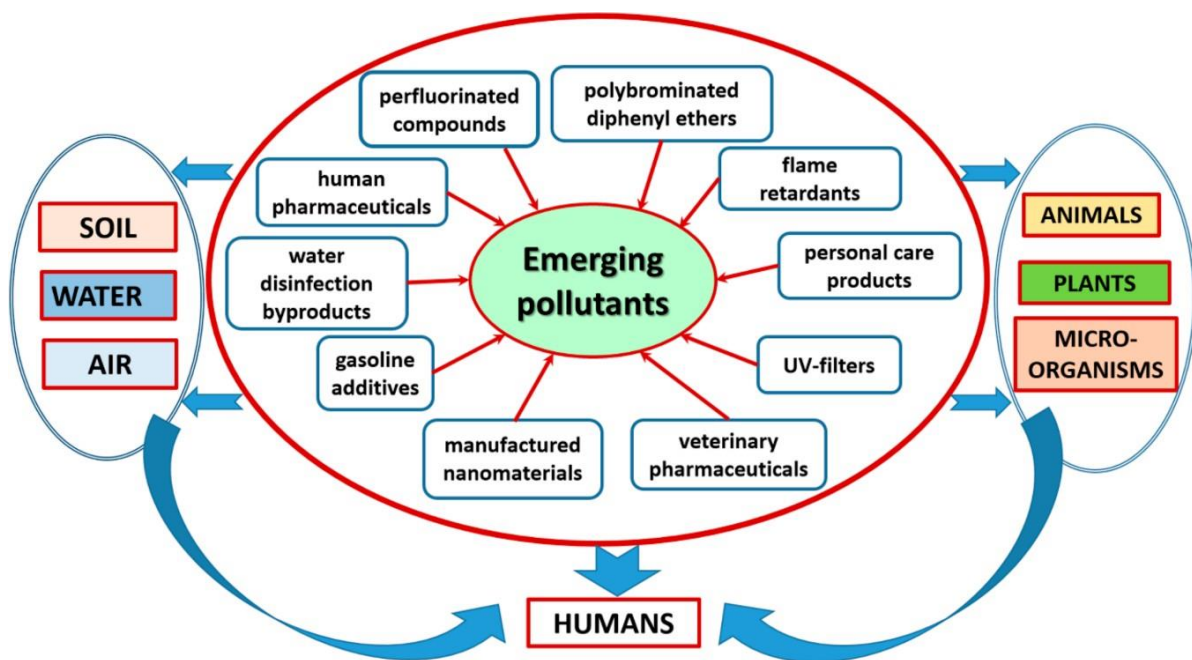 perfluorinated
compounds
polybrominated
diphenyl ethers
human
pharmaceuticals
flame
retardants
SOIL
WATER
AIR
water
disinfection
byproducts
Emerging
pollutants
personal care
products
ANIMALS
PLANTS
MICRO-
ORGANISMS
gasoline
additives
UV-filters
manufactured
nanomaterials
veterinary
pharmaceuticals
HUMANS